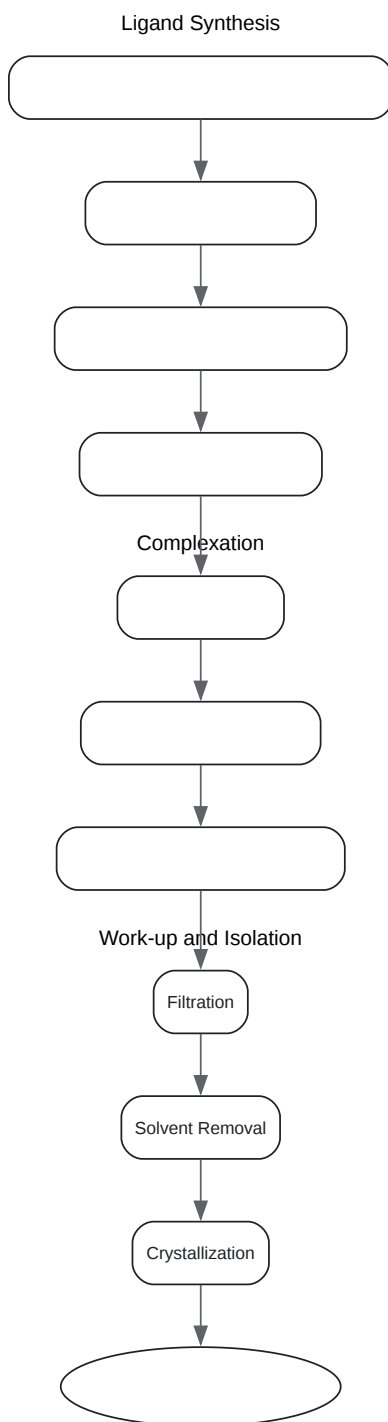 Ligand Synthesis
Complexation
Work-up and Isolation
Filtration
Solvent Removal
Crystallization